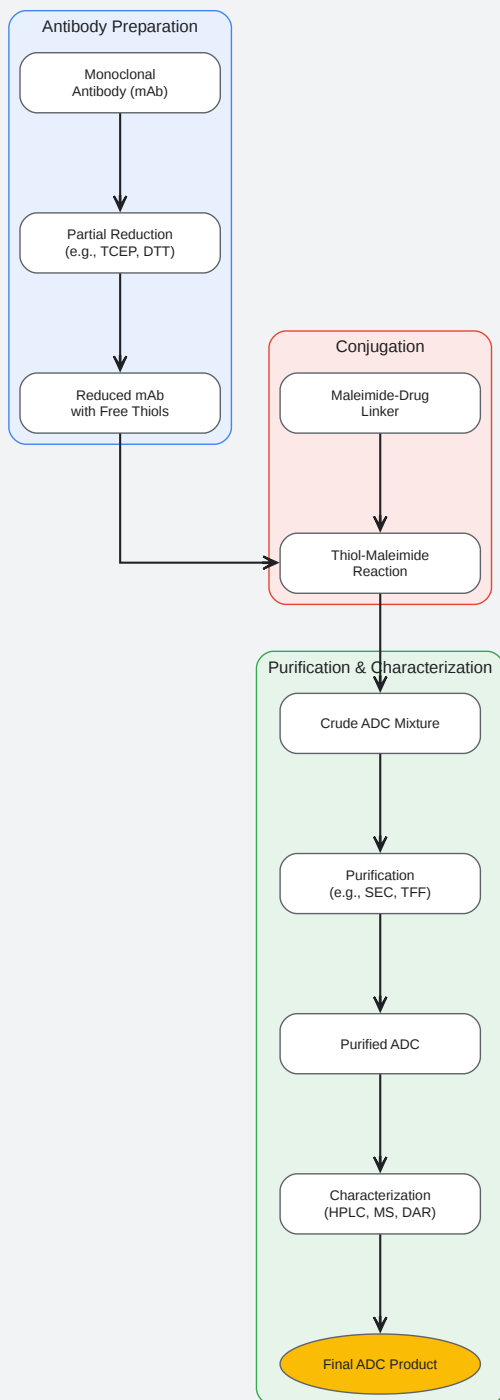 Antibody Preparation
Monoclonal
Antibody (mAb)
Partial Reduction
(e.g., TCEP, DTT)
Reduced mAb
with Free Thiols
Conjugation
Maleimide-Drug
Linker
Thiol-Maleimide
Reaction
Purification & Characterization
Crude ADC Mixture
Purification
(e.g., SEC, TFF)
Purified ADC
Characterization
(HPLC, MS, DAR)
Final ADC Product